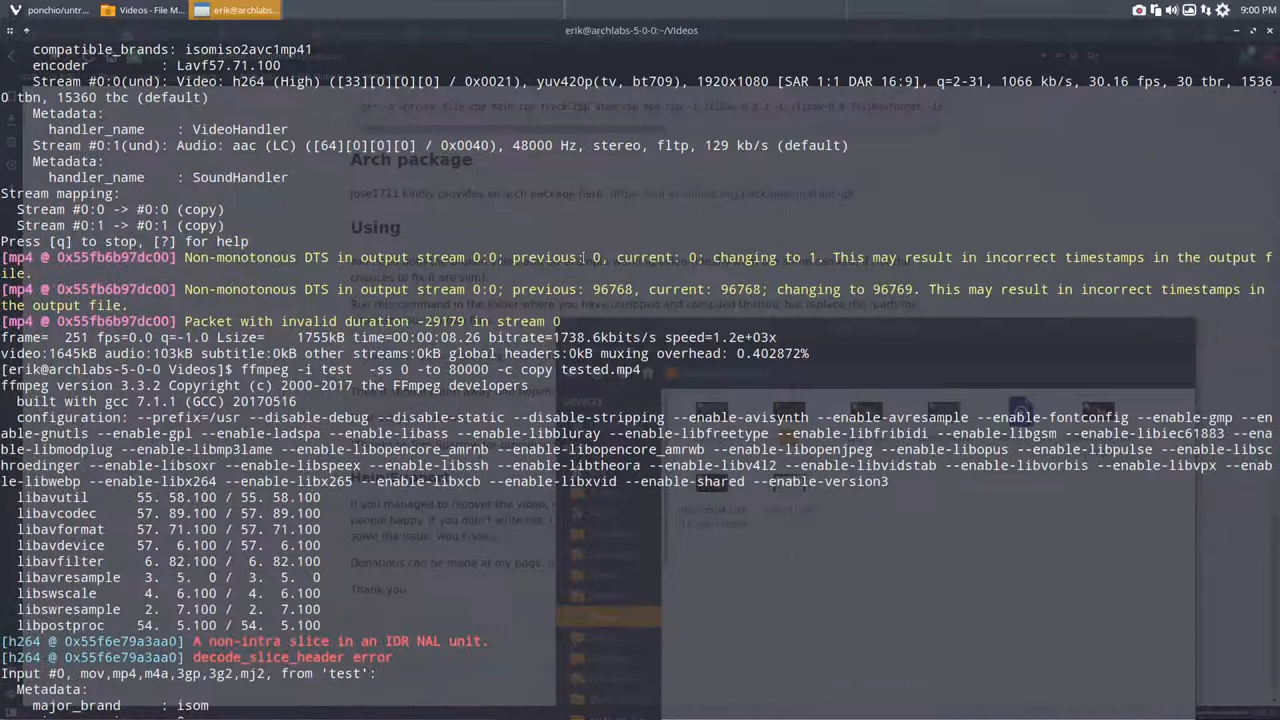 ponchio/untr... Videos - File M... erik@archlabs... 9:00 PM
erik@archlabs-5-0-0:~/Videos
compatible_brands: isomiso2avc1mp41
encoder : Lavf57.71.100
Stream #0:0(und): Video: h264 (High) ([33][0][0][0] / 0x0021), yuv420p(tv, bt709), 1920x1080 [SAR 1:1 DAR 16:9], q=2-31, 1066 kb/s, 30.16 fps, 30 tbr, 1536
0 tbn, 15360 tbc (default)
Metadata:
handler_name : VideoHandler
Stream #0:1(und): Audio: aac (LC) ([64][0][0][0] / 0x0040), 48000 Hz, stereo, fltp, 129 kb/s (default)
Metadata:
handler_name : SoundHandler
Stream mapping:
Stream #0:0 -> #0:0 (copy)
Stream #0:1 -> #0:1 (copy)
Press [q] to stop, [?] for help
[mp4 @ 0x55fb6b97dc00] Non-monotonous DTS in output stream 0:0; previous: 0, current: 0; changing to 1. This may result in incorrect timestamps in the output f
ile.
[mp4 @ 0x55fb6b97dc00] Non-monotonous DTS in output stream 0:0; previous: 96768, current: 96768; changing to 96769. This may result in incorrect timestamps in
the output file.
[mp4 @ 0x55fb6b97dc00] Packet with invalid duration -29179 in stream 0
frame= 251 fps=0.0 q=-1.0 Lsize= 1755kB time=00:00:08.26 bitrate=1738.6kbits/s speed=1.2e+03x
video:1645kB audio:103kB subtitle:0kB other streams:0kB global headers:0kB muxing overhead: 0.402872%
[erik@archlabs-5-0-0 Videos]$ ffmpeg -i test -ss 0 -to 80000 -c copy tested.mp4
ffmpeg version 3.3.2 Copyright (c) 2000-2017 the FFmpeg developers
built with gcc 7.1.1 (GCC) 20170516
configuration: --prefix=/usr --disable-debug --disable-static --disable-stripping --enable-avisynth --enable-avresample --enable-fontconfig --enable-gmp --en
able-gnutls --enable-gpl --enable-ladspa --enable-libass --enable-libbluray --enable-libfreetype --enable-libfribidi --enable-libgsm --enable-libiec61883 --ena
ble-libmodplug --enable-libmp3lame --enable-libopencore_amrnb --enable-libopencore_amrwb --enable-libopenjpeg --enable-libopus --enable-libpulse --enable-libsc
hroedinger --enable-libsoxr --enable-libspeex --enable-libssh --enable-libtheora --enable-libv4l2 --enable-libvidstab --enable-libvorbis --enable-libvpx --enab
le-libwebp --enable-libx264 --enable-libx265 --enable-libxcb --enable-libxvid --enable-shared --enable-version3
libavutil 55. 58.100 / 55. 58.100
libavcodec 57. 89.100 / 57. 89.100
libavformat 57. 71.100 / 57. 71.100
libavdevice 57. 6.100 / 57. 6.100
libavfilter 6. 82.100 / 6. 82.100
libavresample 3. 5. 0 / 3. 5. 0
libswscale 4. 6.100 / 4. 6.100
libswresample 2. 7.100 / 2. 7.100
libpostproc 54. 5.100 / 54. 5.100
[h264 @ 0x55f6e79a3aa0] A non-intra slice in an IDR NAL unit.
[h264 @ 0x55f6e79a3aa0] decode_slice_header error
Input #0, mov,mp4,m4a,3gp,3g2,mj2, from 'test':
Metadata:
major_brand : isom
Arch package
Using
If you managed to recover the video,
Donations can be made at my page,
Thank you.